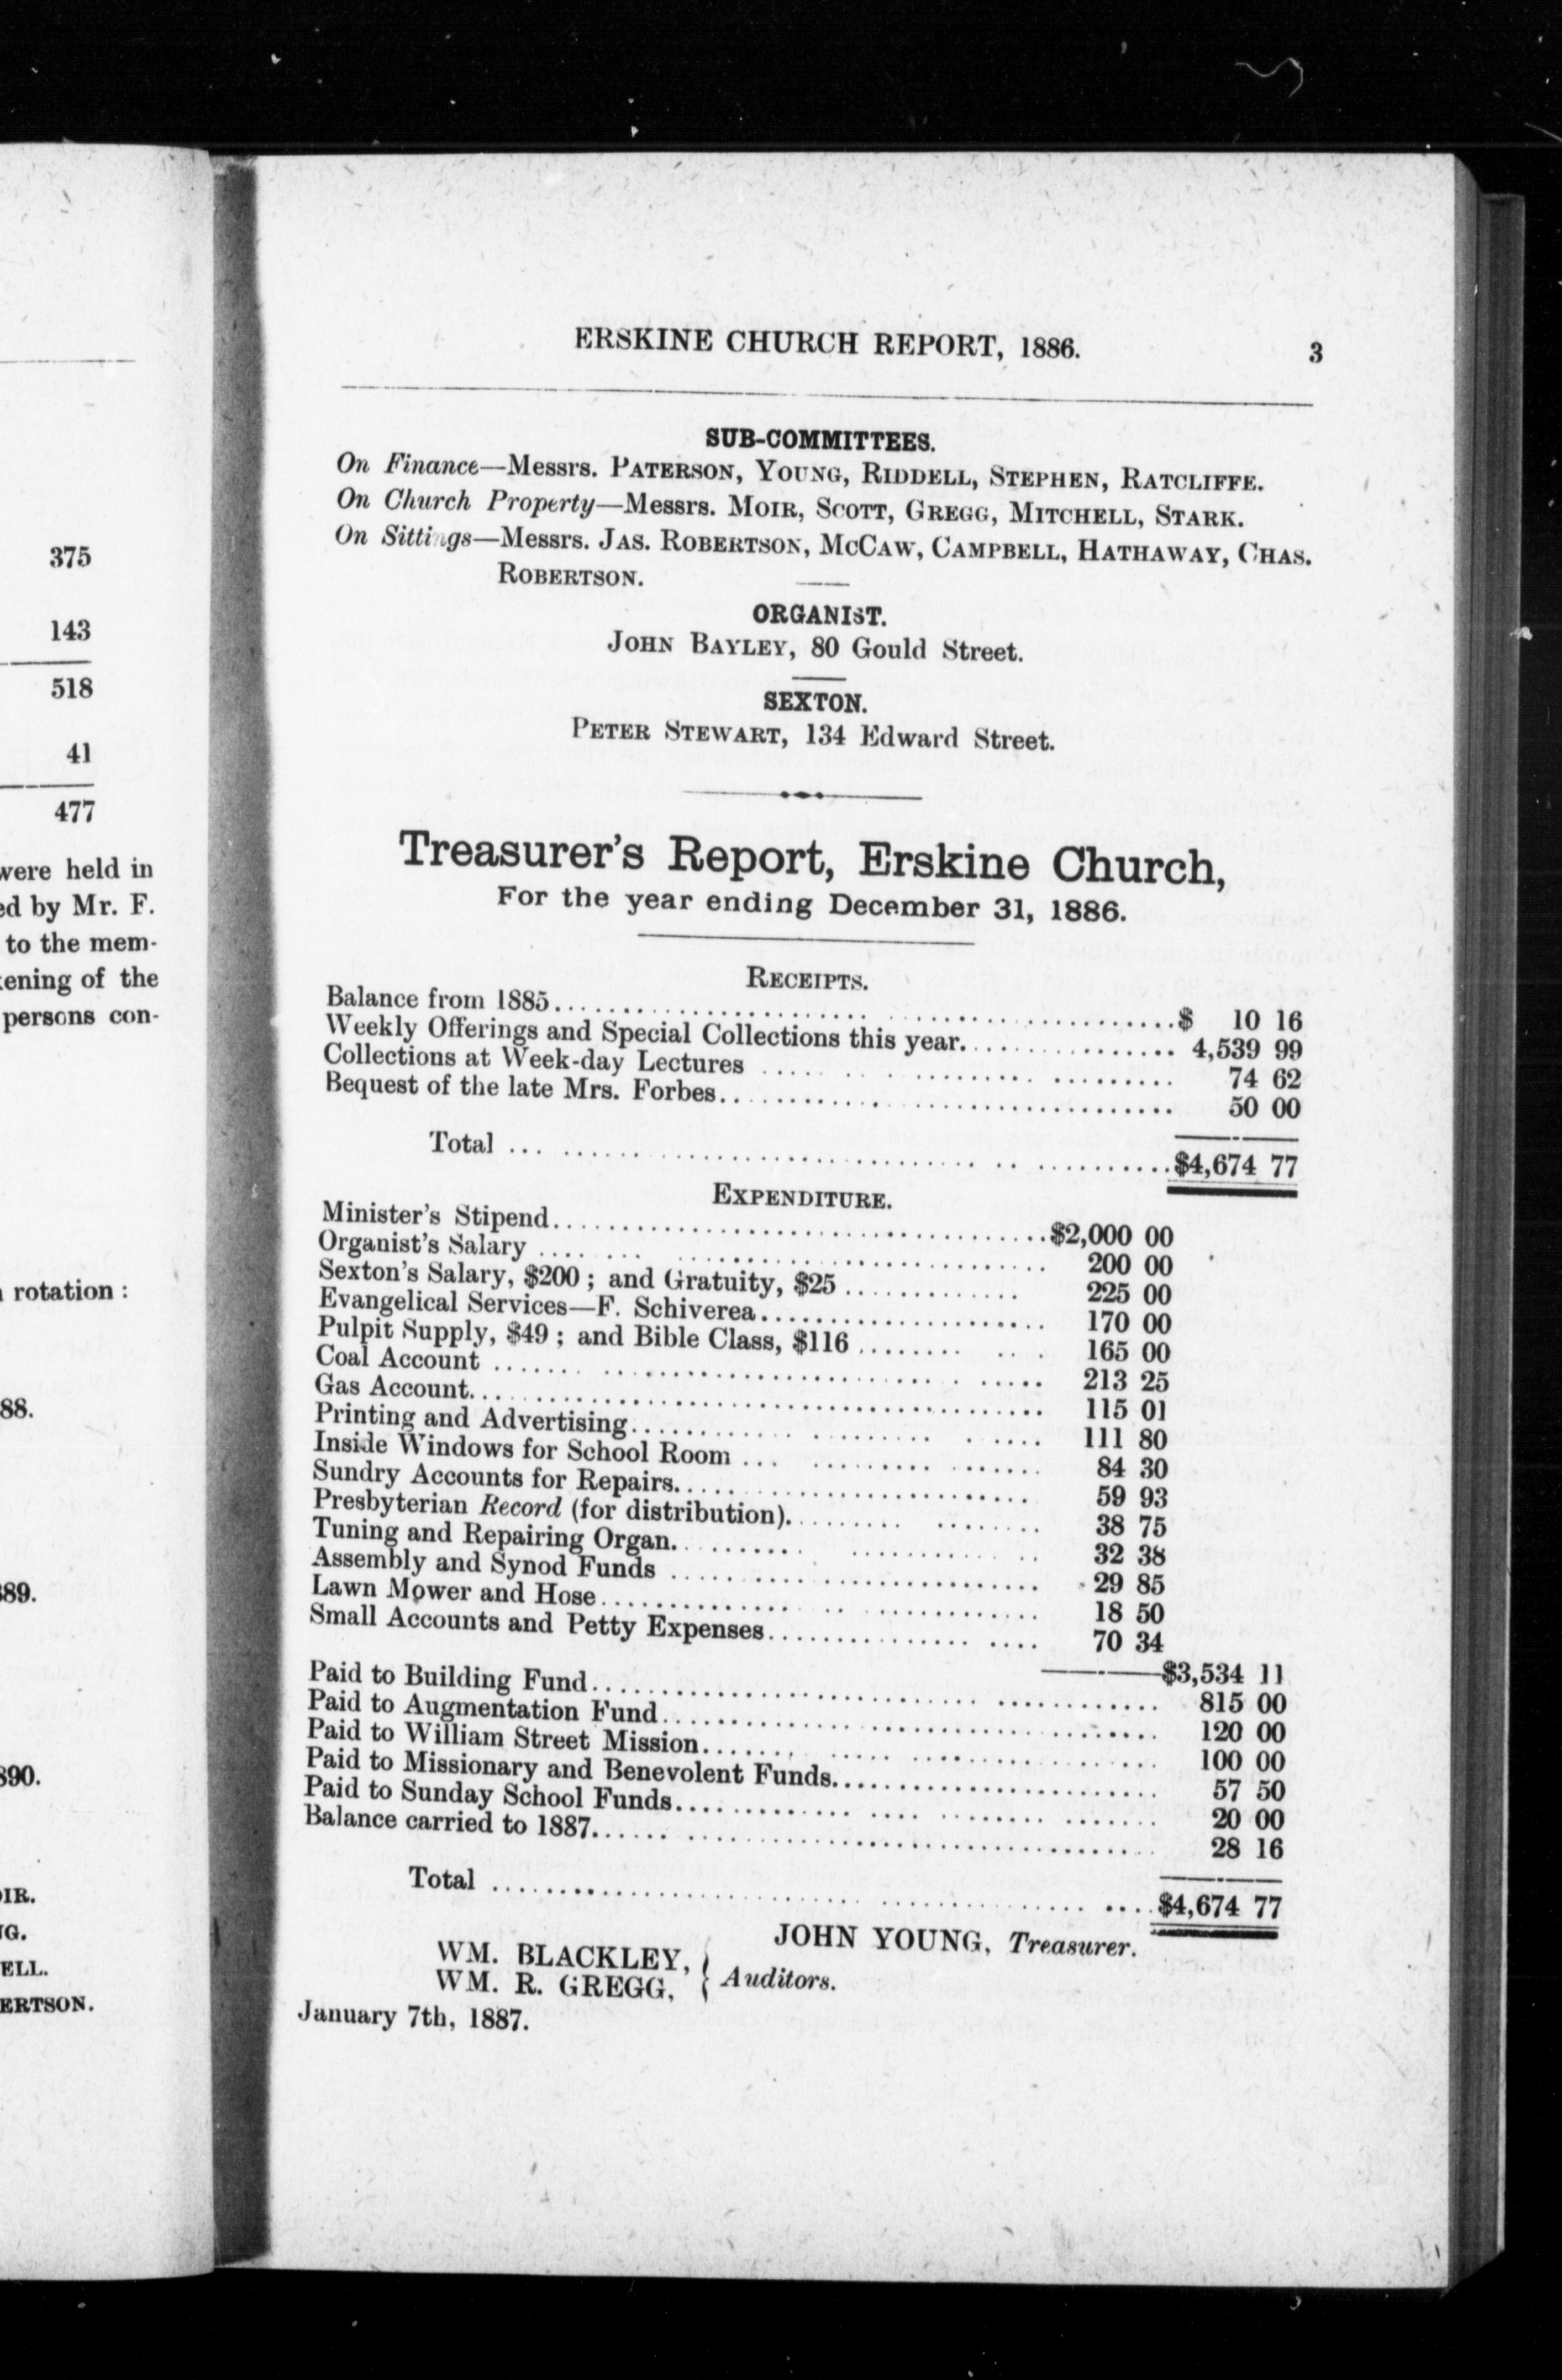 375
143
518
41
477
were held in
by Mr. F.
to the mem-
of the
persons con-
rotation :
88.
89.
890.
ERSKINE CHURCH REPORT, 1886. 3
SUB-COMMITTEES.
On Finance—Messrs. PATERSON, YOUNG, RIDDELL, STEPHEN, RATCLIFFE.
On Church Property—Messrs. MOIR, SCOTT, GREGG, MITCHELL, STARK.
On Sittings—Messrs. JAS. ROBERTSON, MCCAW, CAMPBELL, HATHAWAY, CHAS.
ROBERTSON.
ORGANIST.
JOHN BAYLEY, 80 Gould Street.
SEXTON.
PETER STEWART, 134 Edward Street.
Treasurer's Report, Erskine Church,
For the year ending December 31, 1886.
RECEIPTS.
Balance from 1885 $ 10 16
Weekly Offerings and Special Collections this year. 4,539 99
Collections at Week-day Lectures 74 62
Bequest of the late Mrs. Forbes 50 00
Total $4,674 77
EXPENDITURE.
Minister's Stipend $2,000 00
Organist's Salary 200 00
Sexton's Salary, $200 ; and Gratuity, $25 225 00
Evangelical Services—F. Schiverea 170 00
Pulpit Supply, $49 ; and Bible Class, $116 165 00
Coal Account 213 25
Gas Account 115 01
Printing and Advertising 111 80
Inside Windows for School Room 84 30
Sundry Accounts for Repairs 59 93
Presbyterian Record (for distribution) 38 75
Tuning and Repairing Organ 32 38
Assembly and Synod Funds 29 85
Lawn Mower and Hose 18 50
Small Accounts and Petty Expenses 70 34
$3,534 11
Paid to Building Fund 815 00
Paid to Augmentation Fund 120 00
Paid to William Street Mission 100 00
Paid to Missionary and Benevolent Funds 57 50
Paid to Sunday School Funds 20 00
Balance carried to 1887 28 16
Total $4,674 77
JOHN YOUNG, Treasurer.
WM. BLACKLEY,
WM. R. GREGG, } Auditors.
January 7th, 1887.